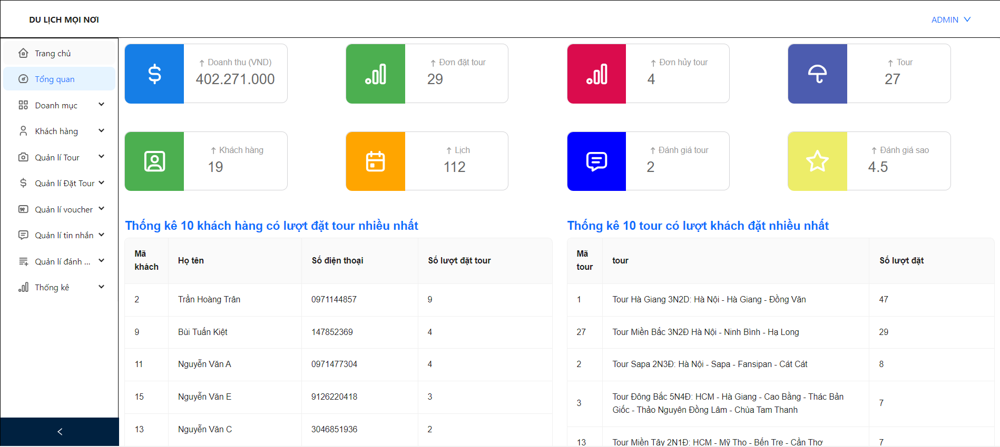 DU LỊCH MỌI NƠI
ADMIN
Trang chủ
Tổng quan
Doanh mục
Khách hàng
Quản lí Tour
Quản lí Đặt Tour
Quản lí voucher
Quản lí tin nhắn
Quản lí đánh ...
Thống kê
Doanh thu (VND)
402.271.000
Đơn đặt tour
29
Đơn hủy tour
4
Tour
27
Khách hàng
19
Lịch
112
Đánh giá tour
2
Đánh giá sao
4.5
Thống kê 10 khách hàng có lượt đặt tour nhiều nhất
Mã khách Họ tên Số điện thoại Số lượt đặt tour
2 Trần Hoàng Trân 0971144857 9
9 Bùi Tuấn Kiệt 147852369 4
11 Nguyễn Văn A 0971477304 4
15 Nguyễn Văn E 9126220418 3
13 Nguyễn Văn C 3046851936 2
Thống kê 10 tour có lượt khách đặt nhiều nhất
Mã tour tour Số lượt đặt
1 Tour Hà Giang 3N2D: Hà Nội - Hà Giang - Đồng Văn 47
27 Tour Miền Bắc 3N2Đ Hà Nội - Ninh Bình - Hạ Long 29
2 Tour Sapa 2N3Đ: Hà Nội - Sapa - Fansipan - Cát Cát 8
3 Tour Đông Bắc 5N4Đ: HCM - Hà Giang - Cao Bằng - Thác Bản
Giốc - Thảo Nguyên Đồng Lâm - Chùa Tam Thanh 7
13 Tour Miền Tây 2N1Đ: HCM - Mỹ Tho - Bến Tre - Cần Thơ 7